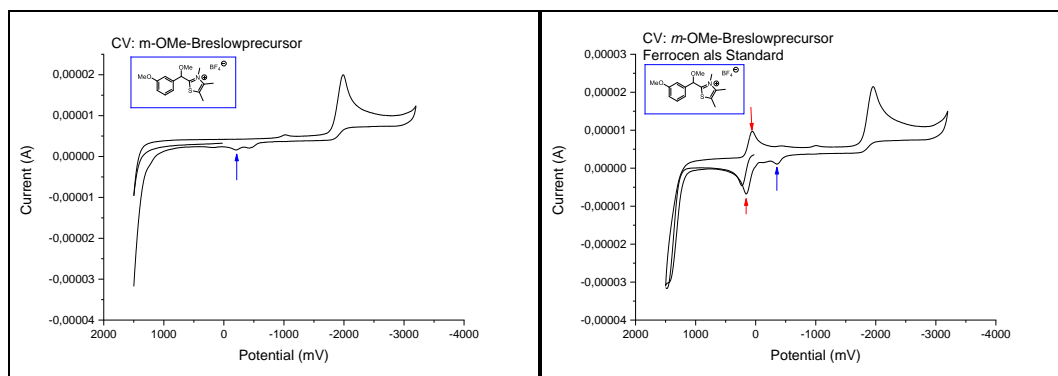 CV: m-OMe-Breslowprecursor
OMe
BF4⊖
MeO
N⊕
S
0,00002
0,00001
0,00000
-0,00001
-0,00002
-0,00003
-0,00004
Current (A)
2000 1000 0 -1000 -2000 -3000 -4000
Potential (mV)
CV: m-OMe-Breslowprecursor
Ferrocen als Standard
OMe
BF4⊖
MeO
N⊕
S
0,00003
0,00002
0,00001
0,00000
-0,00001
-0,00002
-0,00003
-0,00004
Current (A)
2000 1000 0 -1000 -2000 -3000 -4000
Potential (mV)